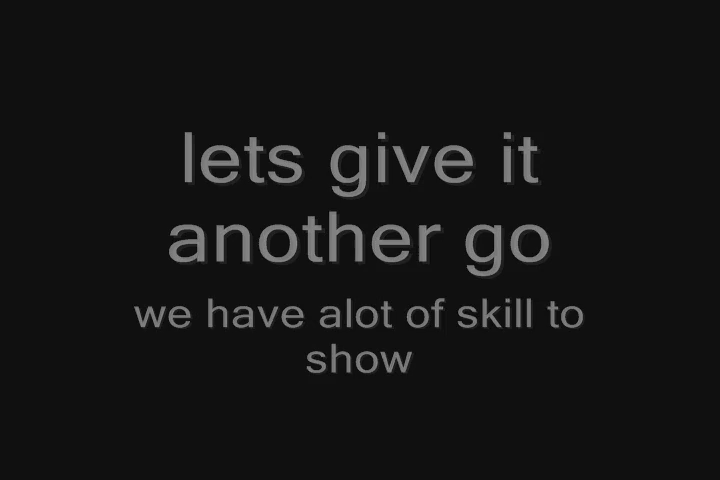 lets give it
another go
we have alot of skill to
show